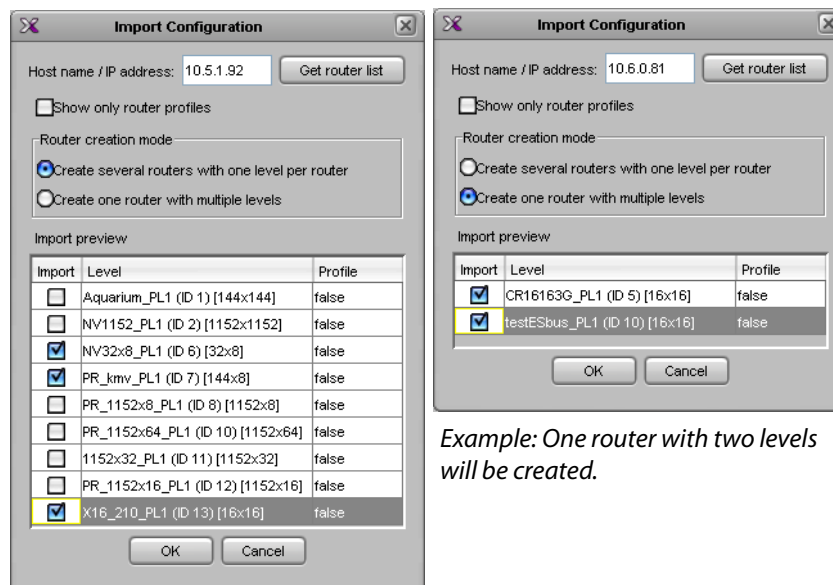 Import Configuration
Host name / IP address: 10.5.1.92 Get router list
Show only router profiles
Router creation mode
Create several routers with one level per router
Create one router with multiple levels
Import preview
Import Level Profile
Aquarium_PL1 (ID 1) [144x144] false
NV1152_PL1 (ID 2) [1152x1152] false
NV32x8_PL1 (ID 6) [32x8] false
PR_kmv_PL1 (ID 7) [144x8] false
PR_1152x8_PL1 (ID 8) [1152x8] false
PR_1152x64_PL1 (ID 10) [1152x64] false
1152x32_PL1 (ID 11) [1152x32] false
PR_1152x16_PL1 (ID 12) [1152x16] false
X16_210_PL1 (ID 13) [16x16] false
OK Cancel
Import Configuration
Host name / IP address: 10.6.0.81 Get router list
Show only router profiles
Router creation mode
Create several routers with one level per router
Create one router with multiple levels
Import preview
Import Level Profile
CR16163G_PL1 (ID 5) [16x16] false
testESbus_PL1 (ID 10) [16x16] false
OK Cancel
Example: One router with two levels
will be created.